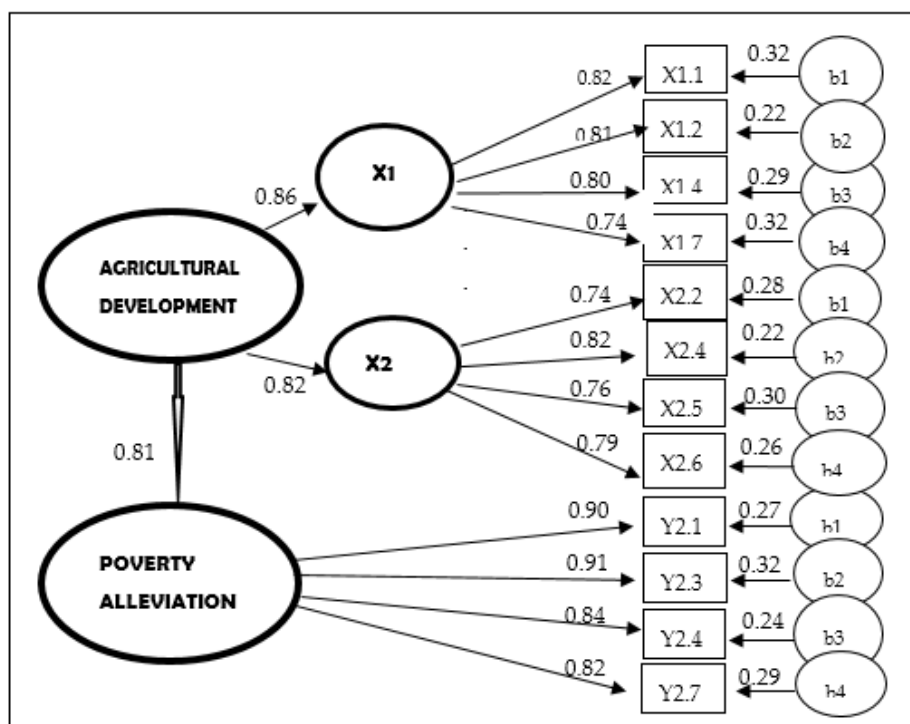 0.82
X1.1
0.32
b1
0.81
X1.2
0.22
b2
X1
0.80
X1.4
0.29
b3
0.86
0.74
X1.7
0.32
b4
AGRICULTURAL
DEVELOPMENT
0.74
X2.2
0.28
b1
0.82
X2.4
0.22
b2
X2
0.82
0.76
X2.5
0.30
b3
0.79
X2.6
0.26
b4
0.81
0.90
Y2.1
0.27
b1
POVERTY
ALLEVIATION
0.91
Y2.3
0.32
b2
0.84
Y2.4
0.24
b3
0.82
Y2.7
0.29
b4